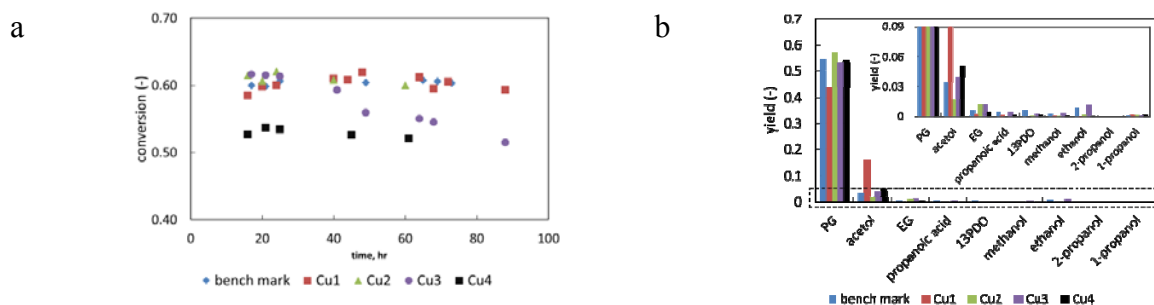 a
0.70
0.60
0.50
0.40
conversion (-)
0 20 40 60 80 100
time, hr
bench mark Cu1 Cu2 Cu3 Cu4
b
0.7
0.6
0.5
0.4
0.3
0.2
0.1
0
yield (-)
PG acetol EG propanoic acid 13PDO methanol ethanol 2-propanol 1-propanol
0.09
0.06
0.03
0
yield (-)
PG acetol EG propanoic acid 13PDO methanol ethanol 2-propanol 1-propanol
bench mark Cu1 Cu2 Cu3 Cu4